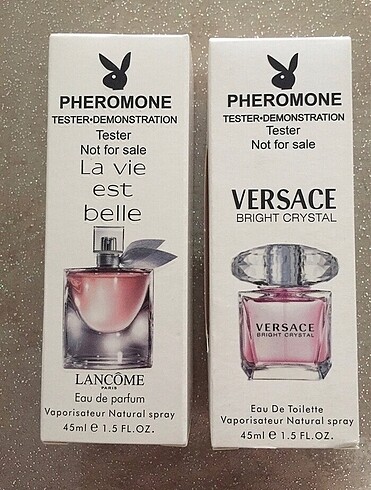 PHEROMONE
TESTER•DEMONSTRATION
Tester
Not for sale
La vie
est
belle
LANCÔME
PARIS
Eau de parfum
Vaporisateur Natural spray
45ml e 1.5 FL.OZ.
PHEROMONE
TESTER•DEMONSTRATION
Tester
Not for sale
VERSACE
BRIGHT CRYSTAL
VERSACE
BRIGHT CRYSTAL
Eau De Toilette
Vaporisateur Natural spray
45ml e 1.5 FL.OZ.